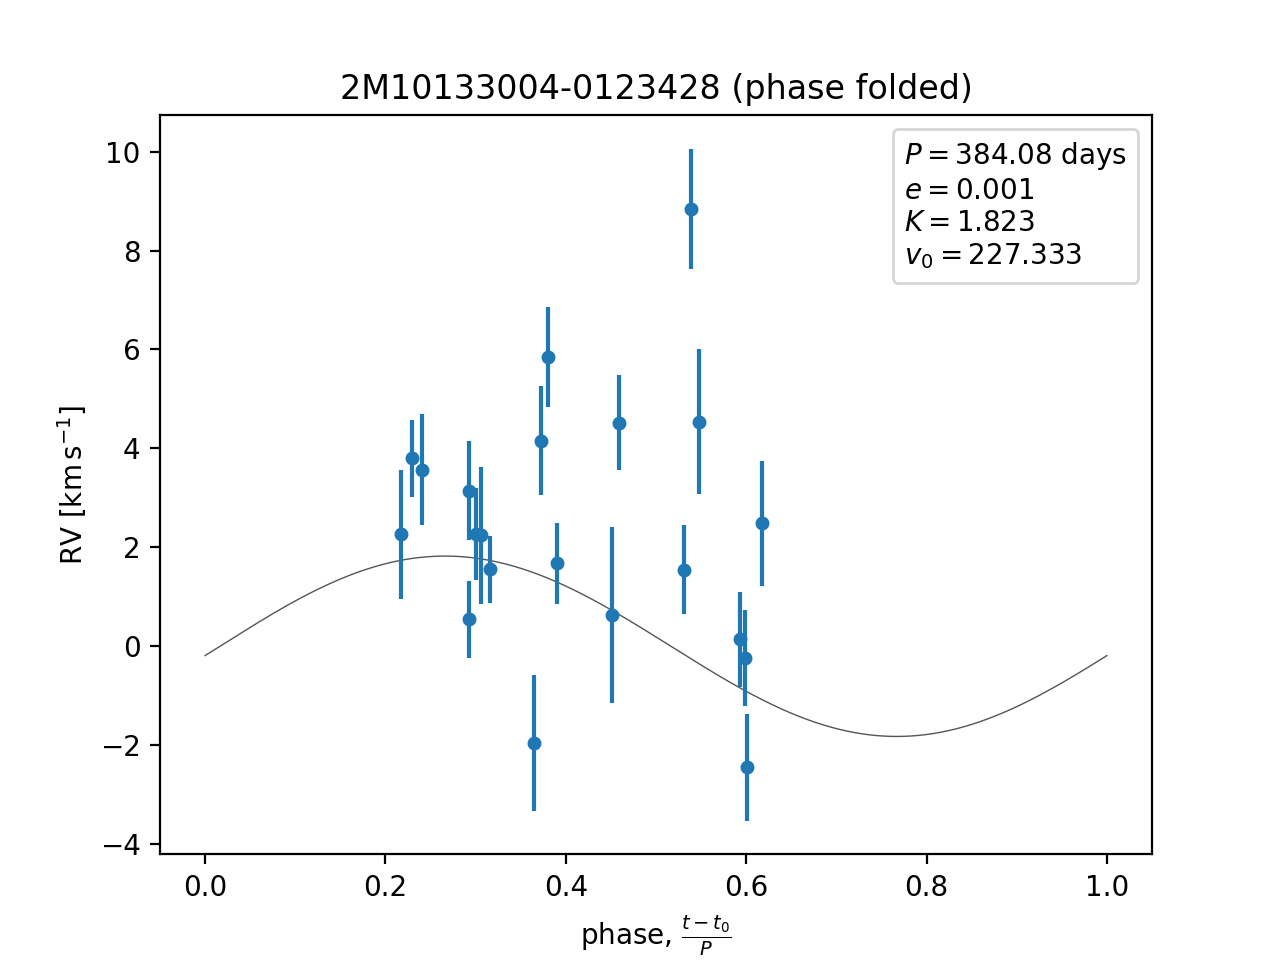 2M10133004-0123428 (phase folded)
P = 384.08 days
e = 0.001
K = 1.823
v₀ = 227.333
10
8
6
4
2
0
−2
−4
RV [km s⁻¹]
0.0 0.2 0.4 0.6 0.8 1.0
phase, (t − t₀)/P